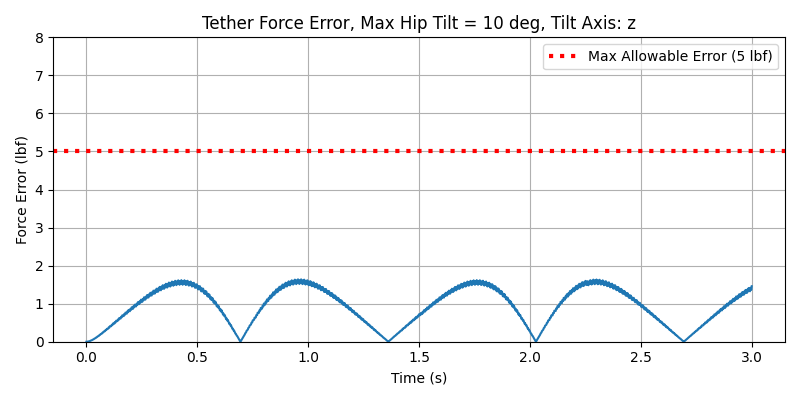 Tether Force Error, Max Hip Tilt = 10 deg, Tilt Axis: z
Max Allowable Error (5 lbf)
Force Error (lbf)
8
7
6
5
4
3
2
1
0
0.0 0.5 1.0 1.5 2.0 2.5 3.0
Time (s)